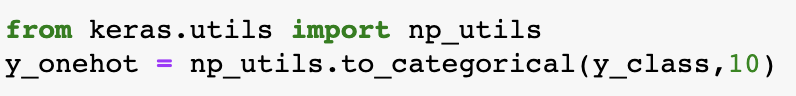 from keras.utils import np_utils
y_onehot = np_utils.to_categorical(y_class,10)